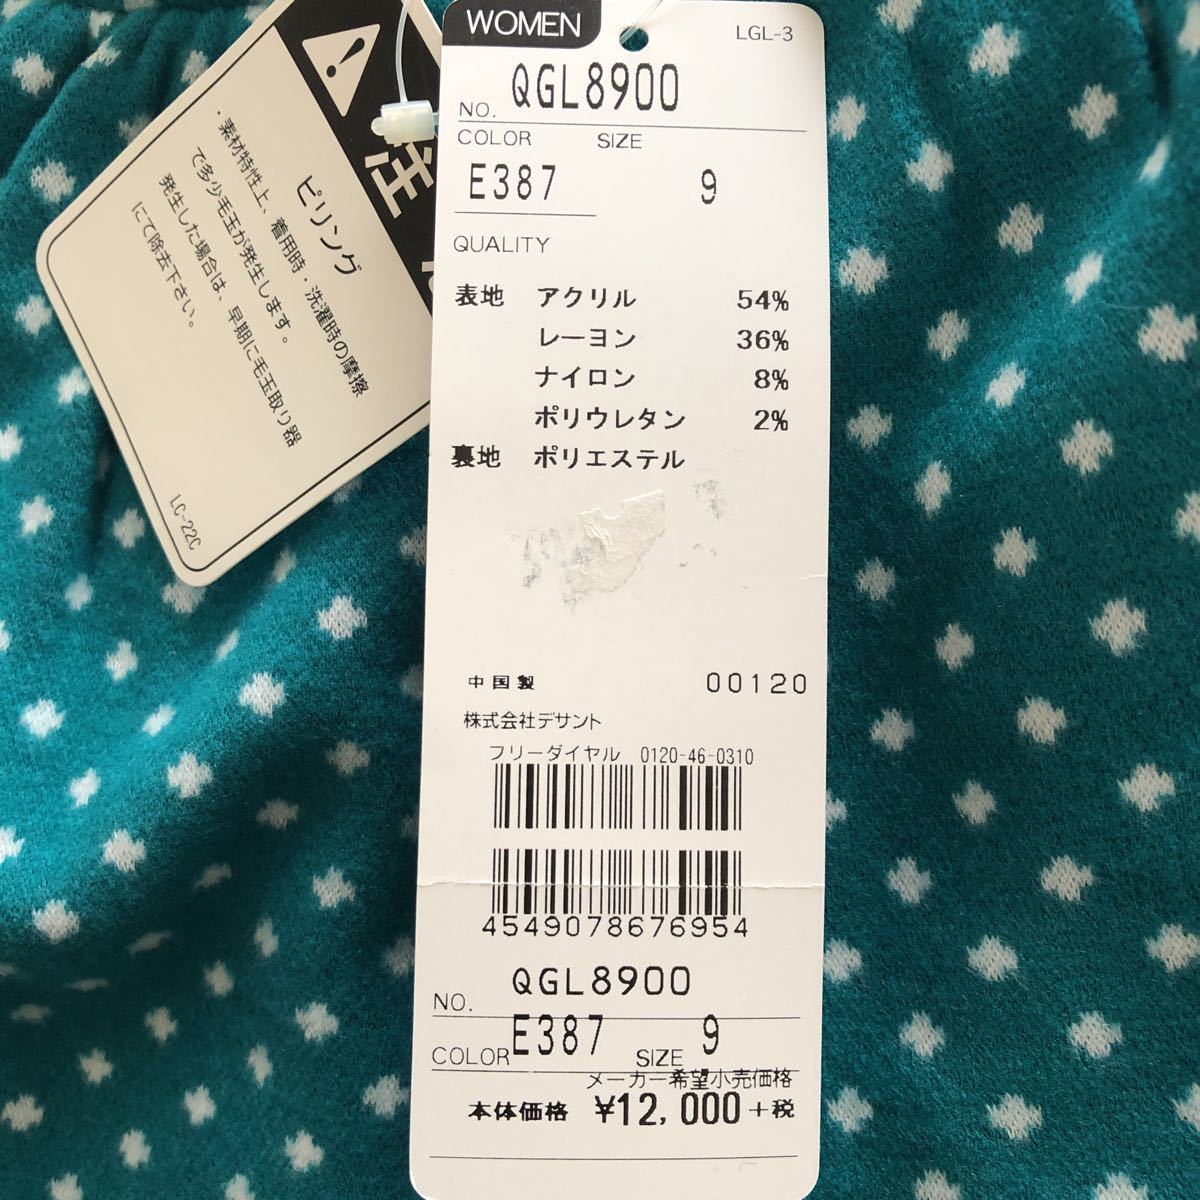 WOMEN
LGL-3
NO. QGL8900
COLOR SIZE
E387 9
QUALITY
表地 アクリル 54%
レーヨン 36%
ナイロン 8%
ポリウレタン 2%
裏地 ポリエステル
中国製 00120
株式会社デサント
フリーダイヤル 0120-46-0310
4549078676954
NO. QGL8900
COLOR E387 SIZE 9
メーカー希望小売価格
本体価格 ¥12,000+税
注
ピリング
・素材特性上、着用時・洗濯時の摩擦
で多少毛玉が発生します。
発生した場合は、早期に毛玉取り器
にて除去下さい。
LC-22C